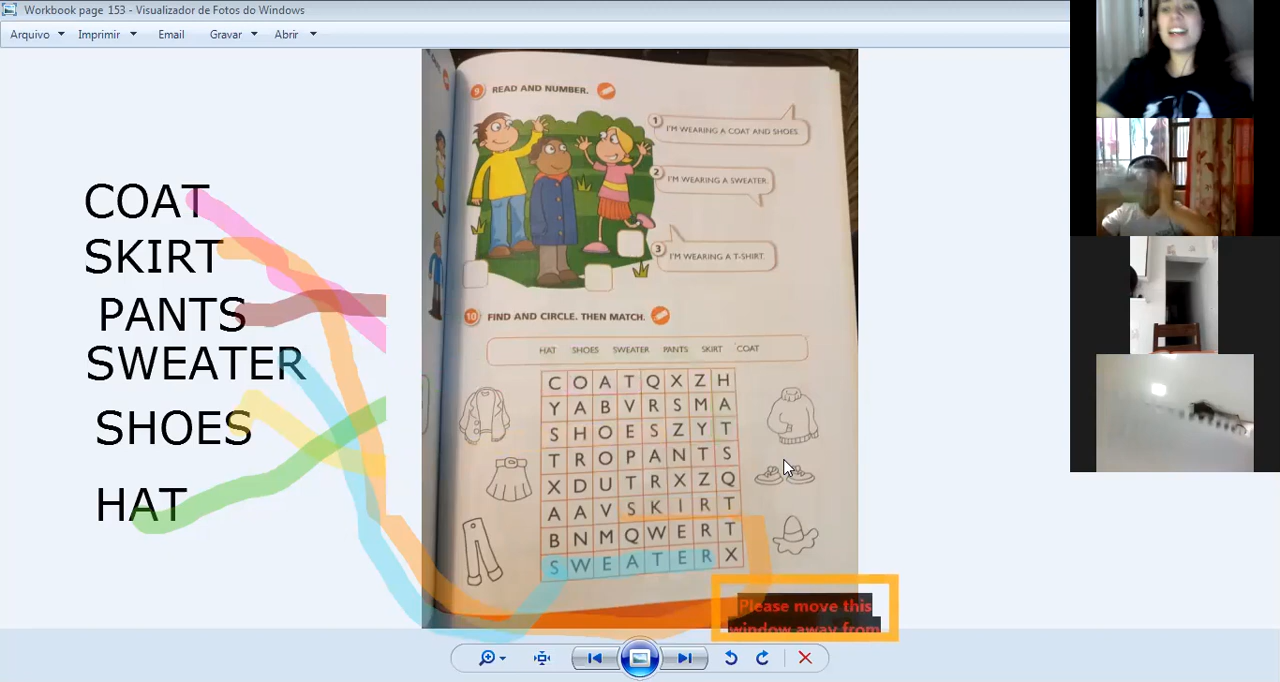 Workbook page 153 - Visualizador de Fotos do Windows
Arquivo Imprimir Email Gravar Abrir
COAT
SKIRT
PANTS
SWEATER
SHOES
HAT
9 READ AND NUMBER.
1 I'M WEARING A COAT AND SHOES.
2 I'M WEARING A SWEATER.
3 I'M WEARING A T-SHIRT.
10 FIND AND CIRCLE. THEN MATCH.
HAT SHOES SWEATER PANTS SKIRT COAT
C O A T Q X Z H
Y A B V R S M A
S H O E S Z Y T
T R O P A N T S
X D U T R X Z Q
A A V S K I R T
B N M Q W E R T
S W E A T E R X
Please move this
window away from